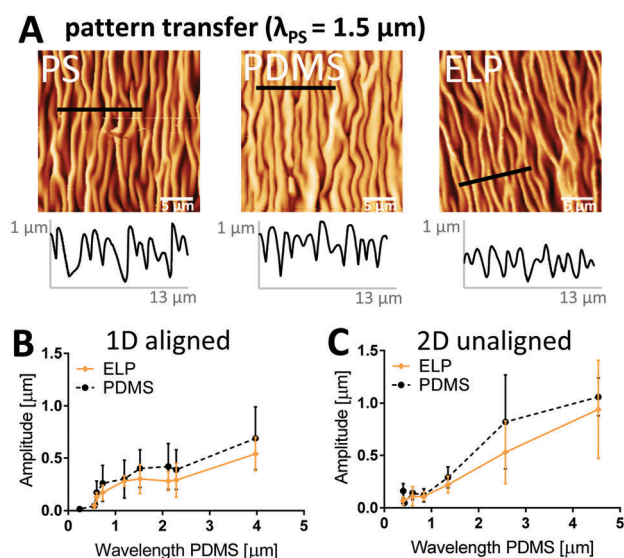 A pattern transfer (λPS = 1.5 μm)
PS PDMS ELP
5 μm 5 μm 5 μm
1 μm 1 μm 1 μm
13 μm 13 μm 13 μm
B 1D aligned
ELP
PDMS
Amplitude [μm]
1.5
1.0
0.5
0.0
0 1 2 3 4 5
Wavelength PDMS [μm]
C 2D unaligned
ELP
PDMS
Amplitude [μm]
1.5
1.0
0.5
0.0
0 1 2 3 4 5
Wavelength PDMS [μm]